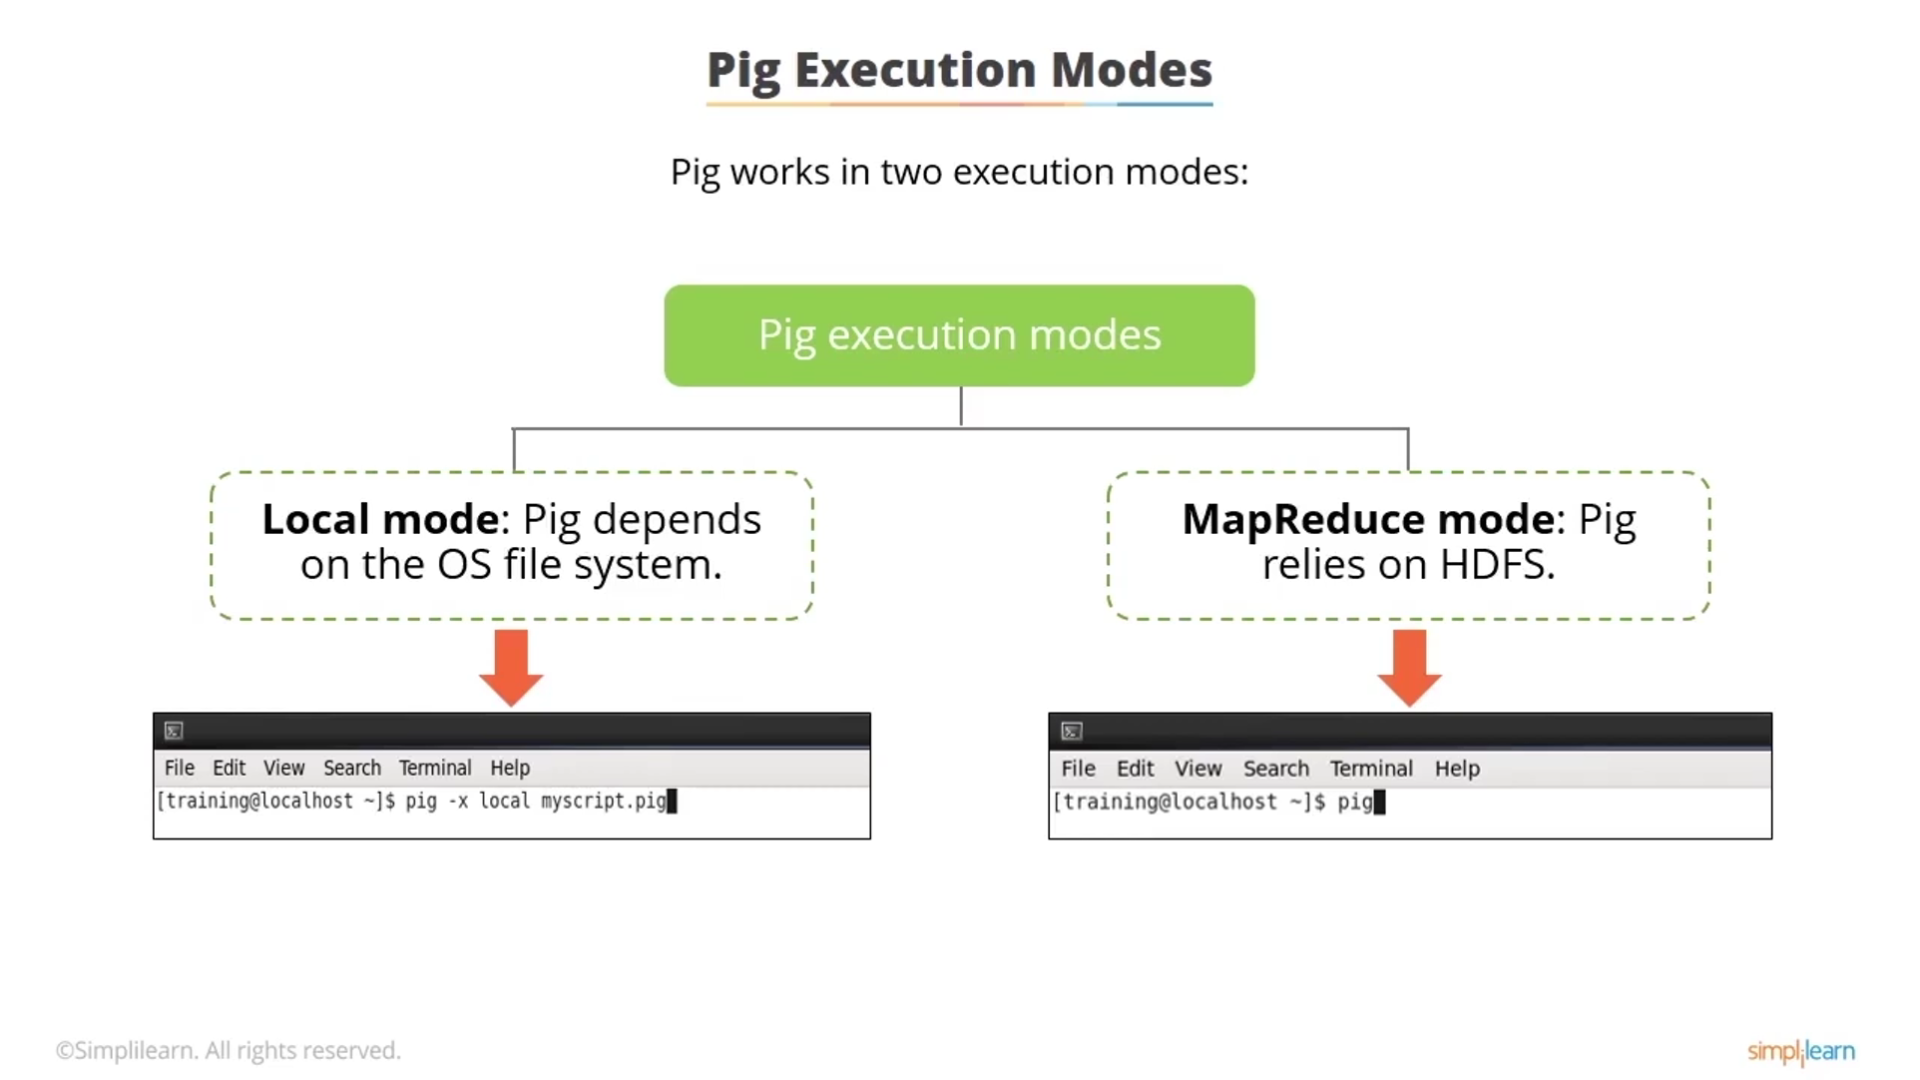 Pig Execution Modes
Pig works in two execution modes:
Pig execution modes
Local mode: Pig depends
on the OS file system.
MapReduce mode: Pig
relies on HDFS.
File Edit View Search Terminal Help
[training@localhost ~]$ pig -x local myscript.pig
File Edit View Search Terminal Help
[training@localhost ~]$ pig
©Simplilearn. All rights reserved.
simplilearn